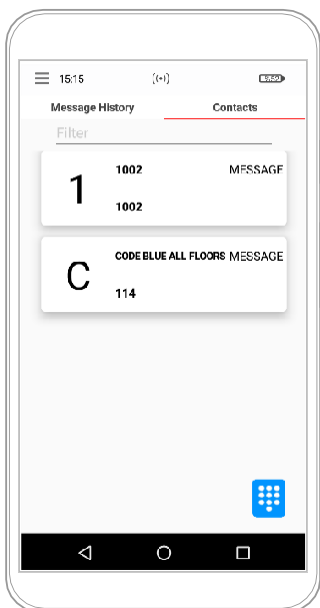 15:15
Message History Contacts
Filter
1 1002 MESSAGE
1002
C CODE BLUE ALL FLOORS MESSAGE
114